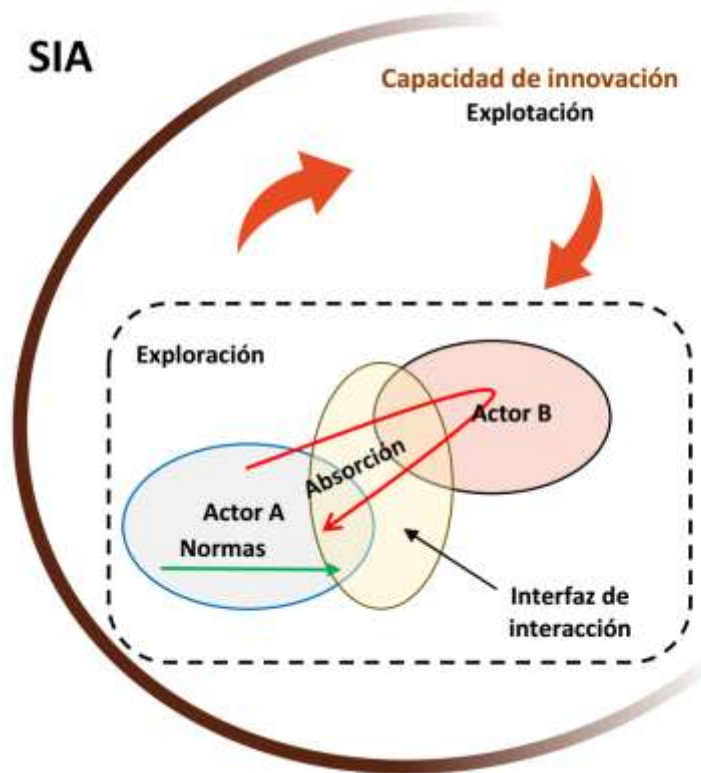 SIA
Capacidad de innovación
Explotación
Exploración
Actor B
Absorción
Actor A
Normas
Interfaz de
interacción